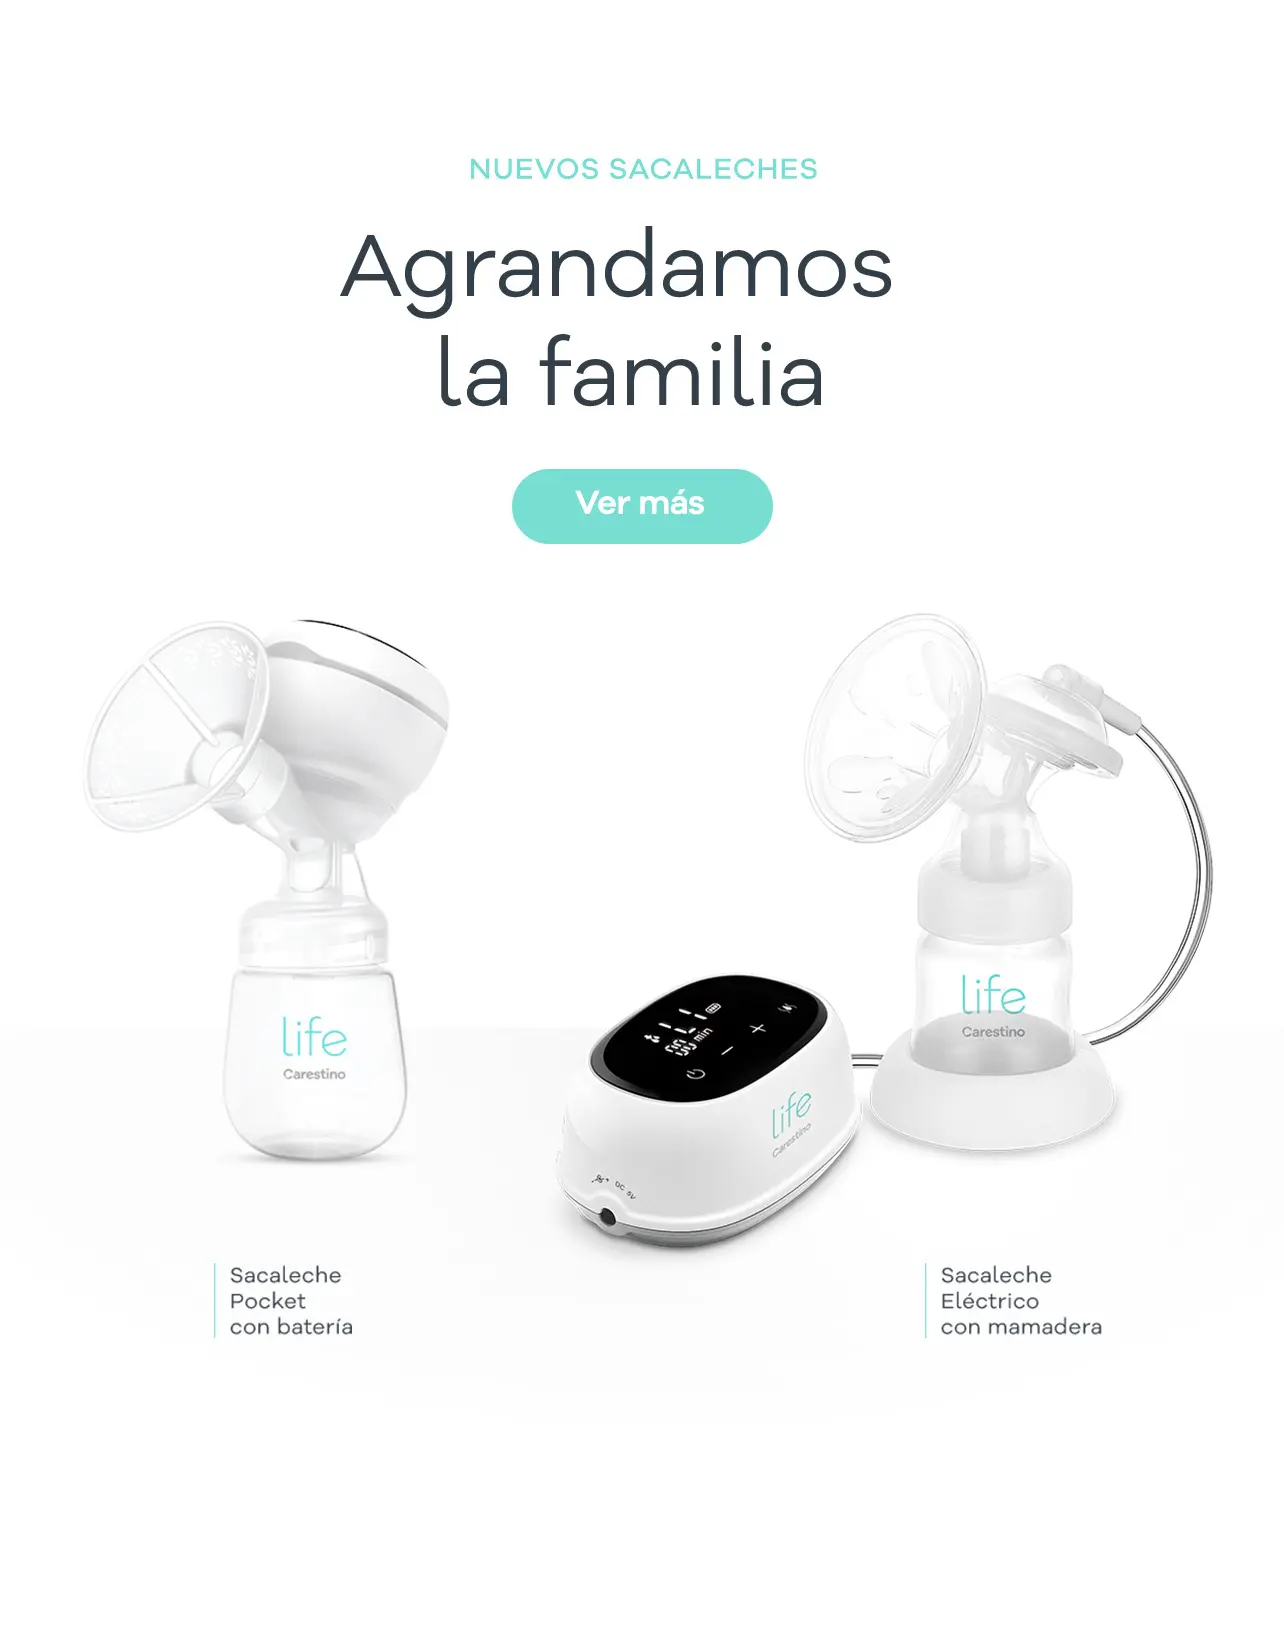 NUEVOS SACALECHES
Agrandamos
la familia
Ver más
life
Carestino
min
life
Carestino
DC 5V
life
Carestino
Sacaleche
Pocket
con batería
Sacaleche
Eléctrico
con mamadera